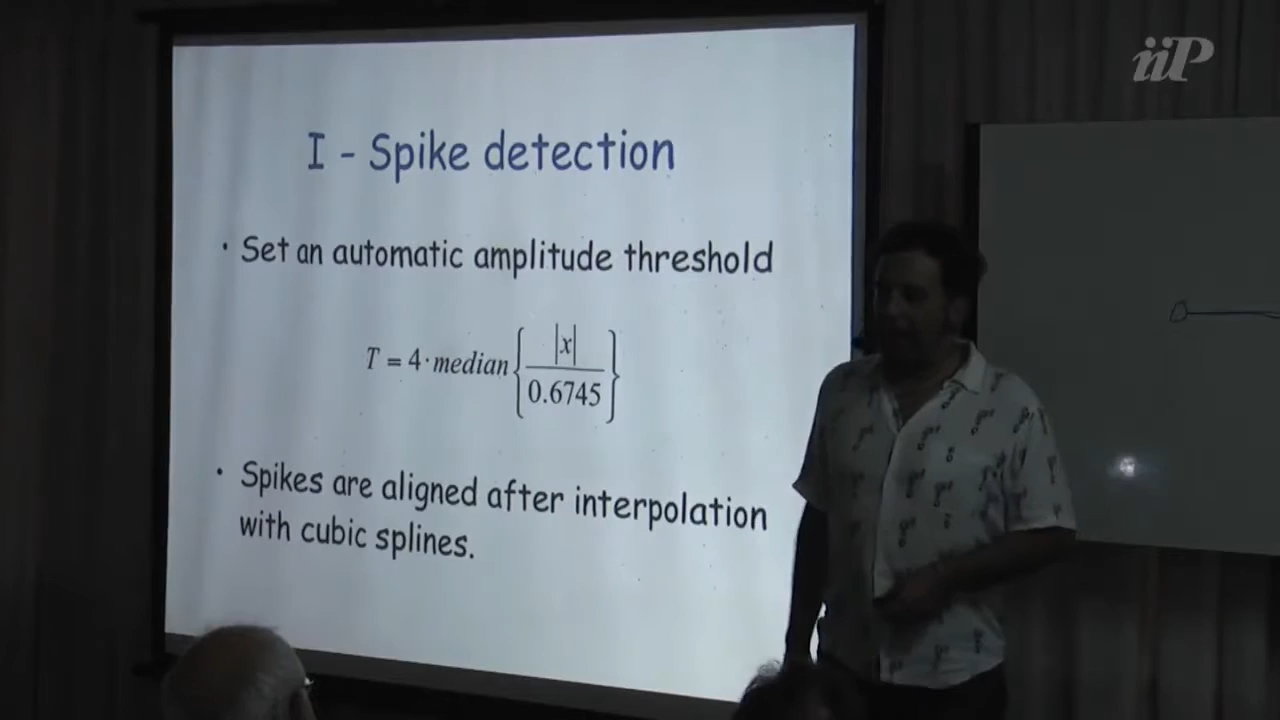 iiP
I - Spike detection
• Set an automatic amplitude threshold
T = 4 · median { |x| / 0.6745 }
• Spikes are aligned after interpolation
with cubic splines.